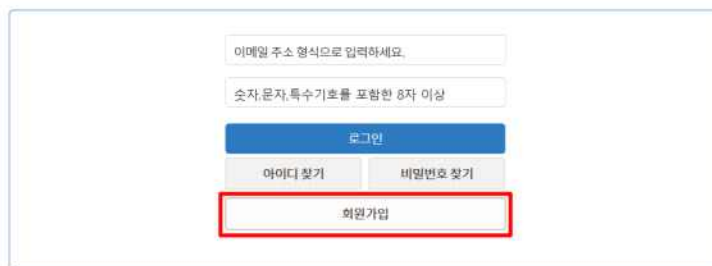 이메일 주소 형식으로 입력하세요.
숫자,문자,특수기호를 포함한 8자 이상
로그인
아이디 찾기 비밀번호 찾기
회원가입